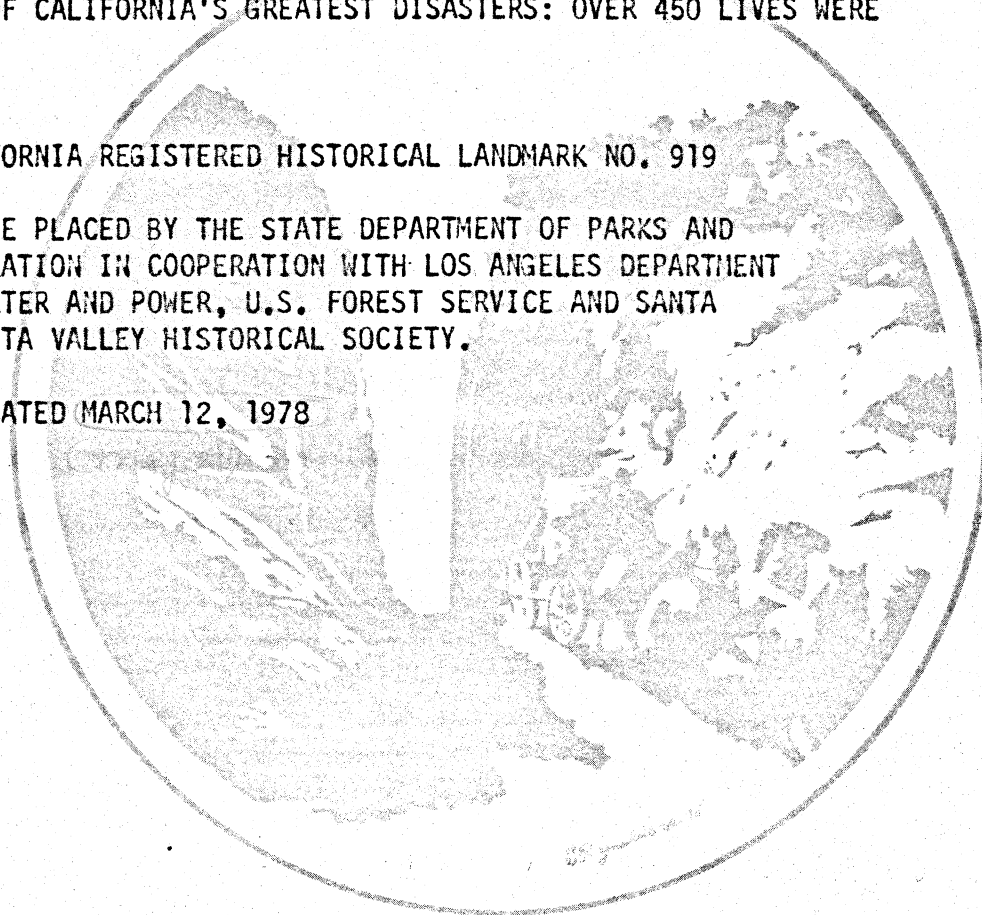 F CALIFORNIA'S GREATEST DISASTERS: OVER 450 LIVES WERE
ORNIA REGISTERED HISTORICAL LANDMARK NO. 919
E PLACED BY THE STATE DEPARTMENT OF PARKS AND
ATION IN COOPERATION WITH LOS ANGELES DEPARTMENT
TER AND POWER, U.S. FOREST SERVICE AND SANTA
TA VALLEY HISTORICAL SOCIETY.
ATED MARCH 12, 1978